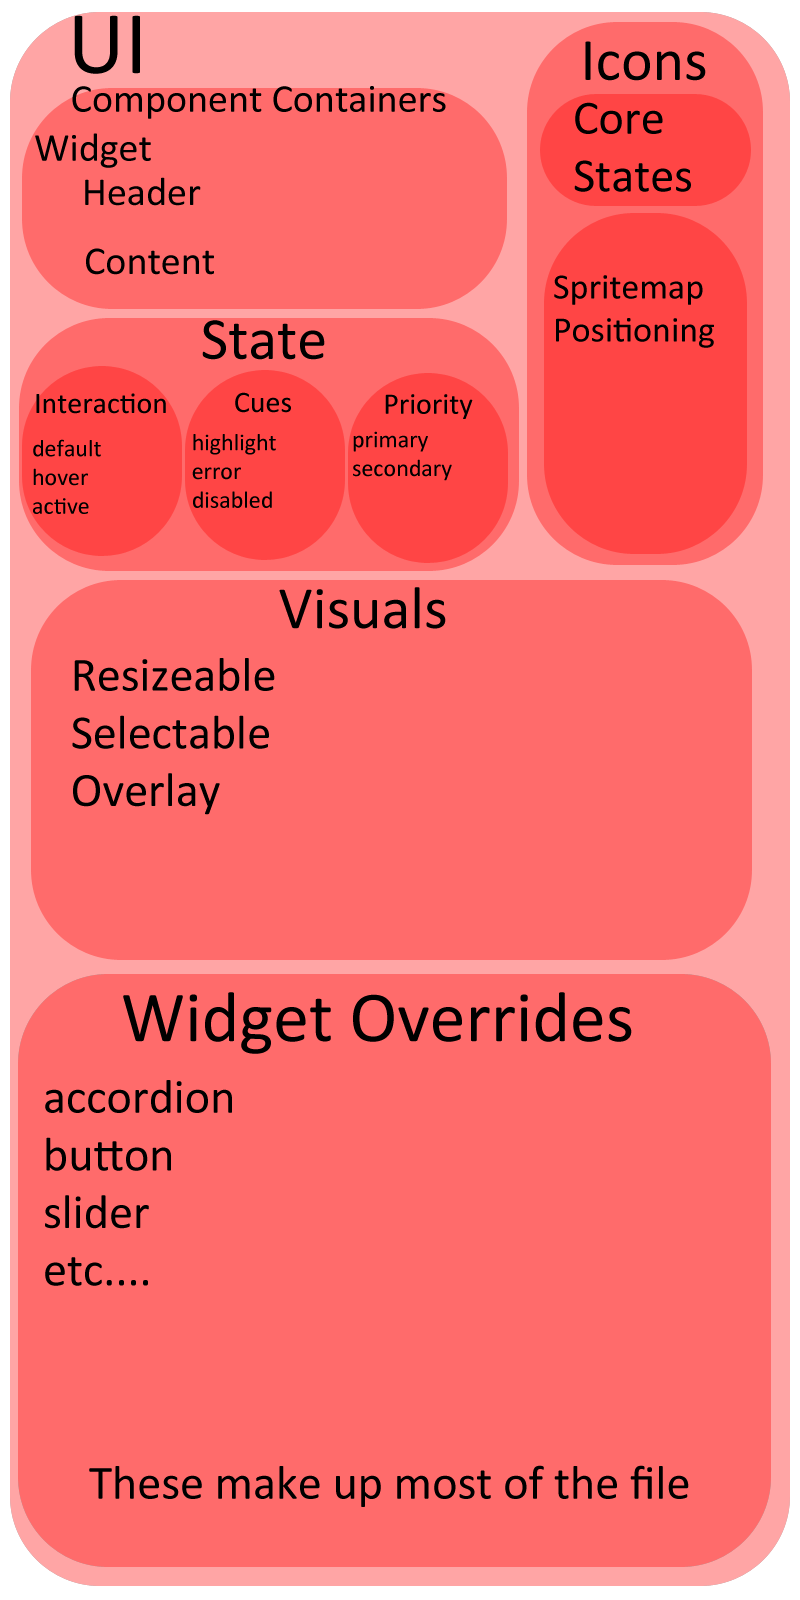 UI
Component Containers
Widget
Header
Content
Icons
Core
States
Spritemap
Positioning
State
Interaction
default
hover
active
Cues
highlight
error
disabled
Priority
primary
secondary
Visuals
Resizeable
Selectable
Overlay
Widget Overrides
accordion
button
slider
etc....
These make up most of the file